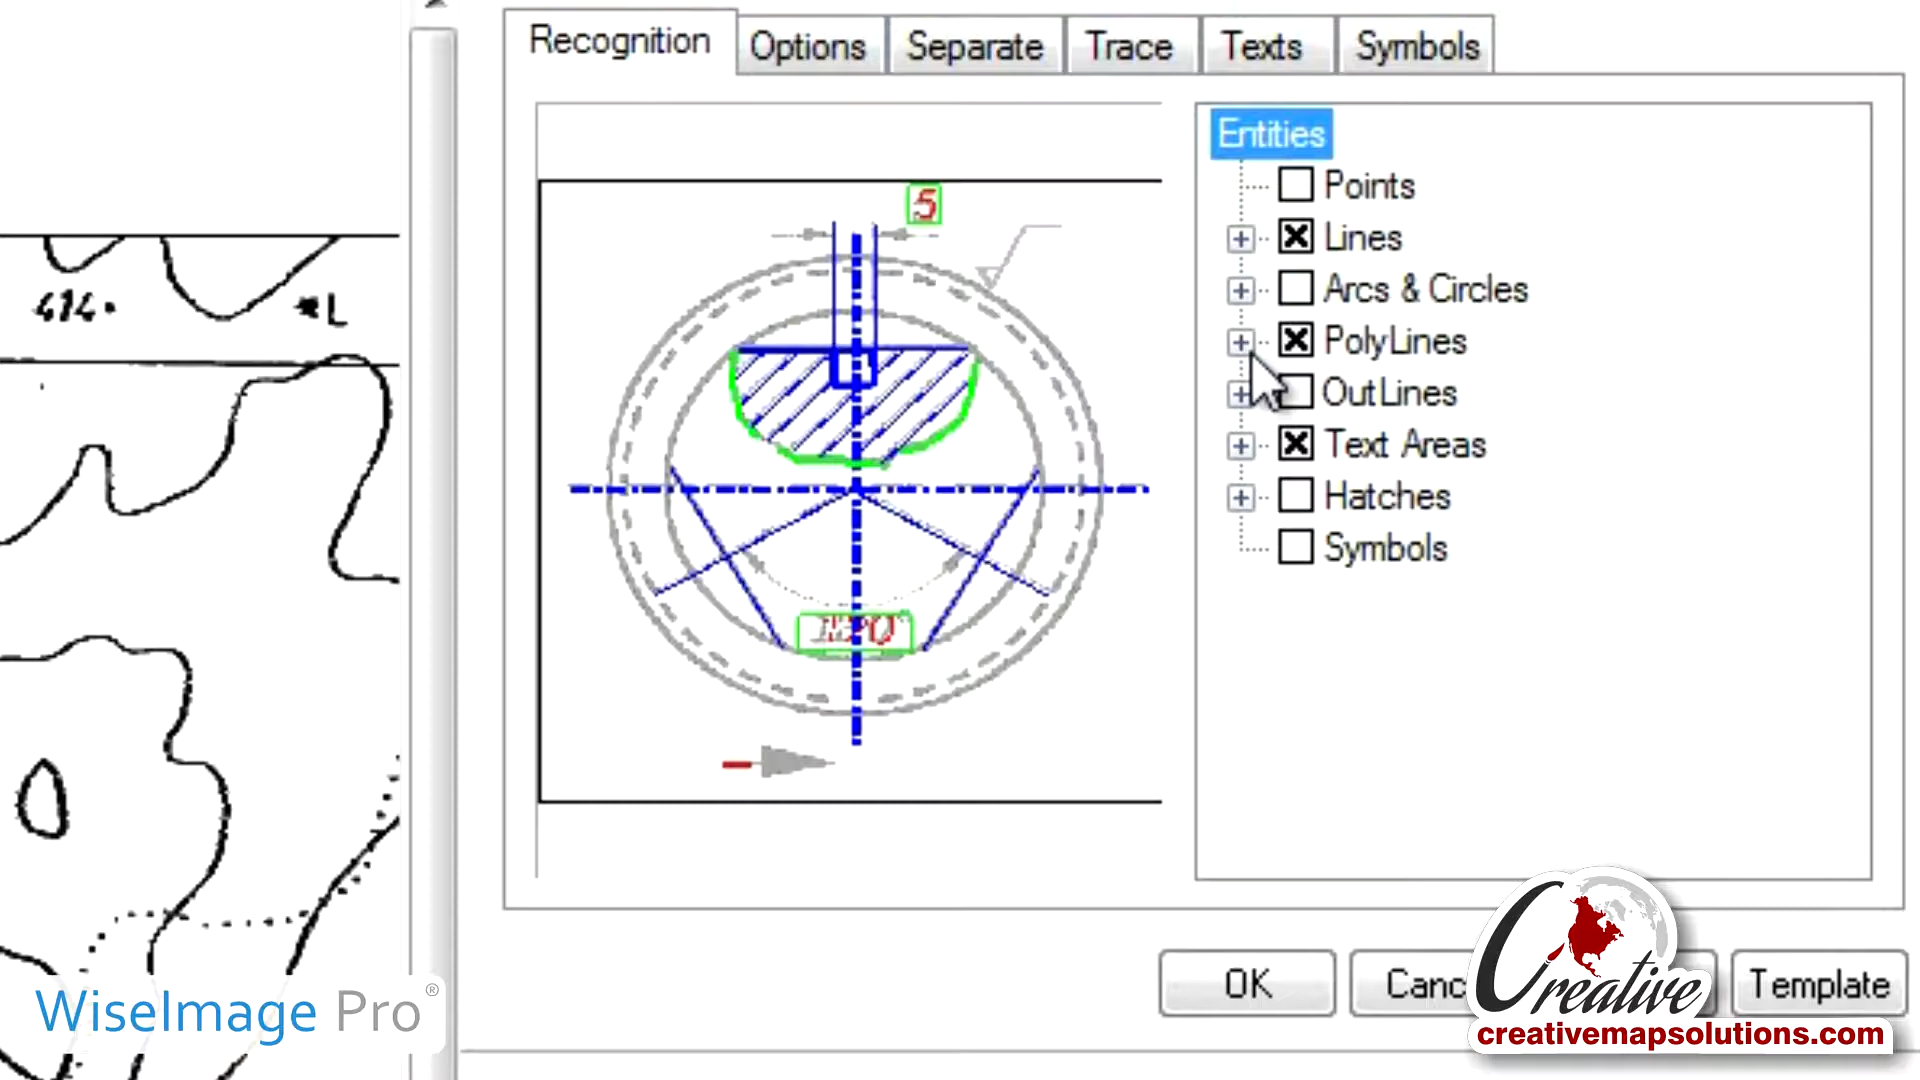 Recognition Options Separate Trace Texts Symbols
Entities
Points
Lines
Arcs & Circles
PolyLines
OutLines
Text Areas
Hatches
Symbols
5
414.
L
OK Canc Template
WiseImage Pro®
Creative
creativemapsolutions.com